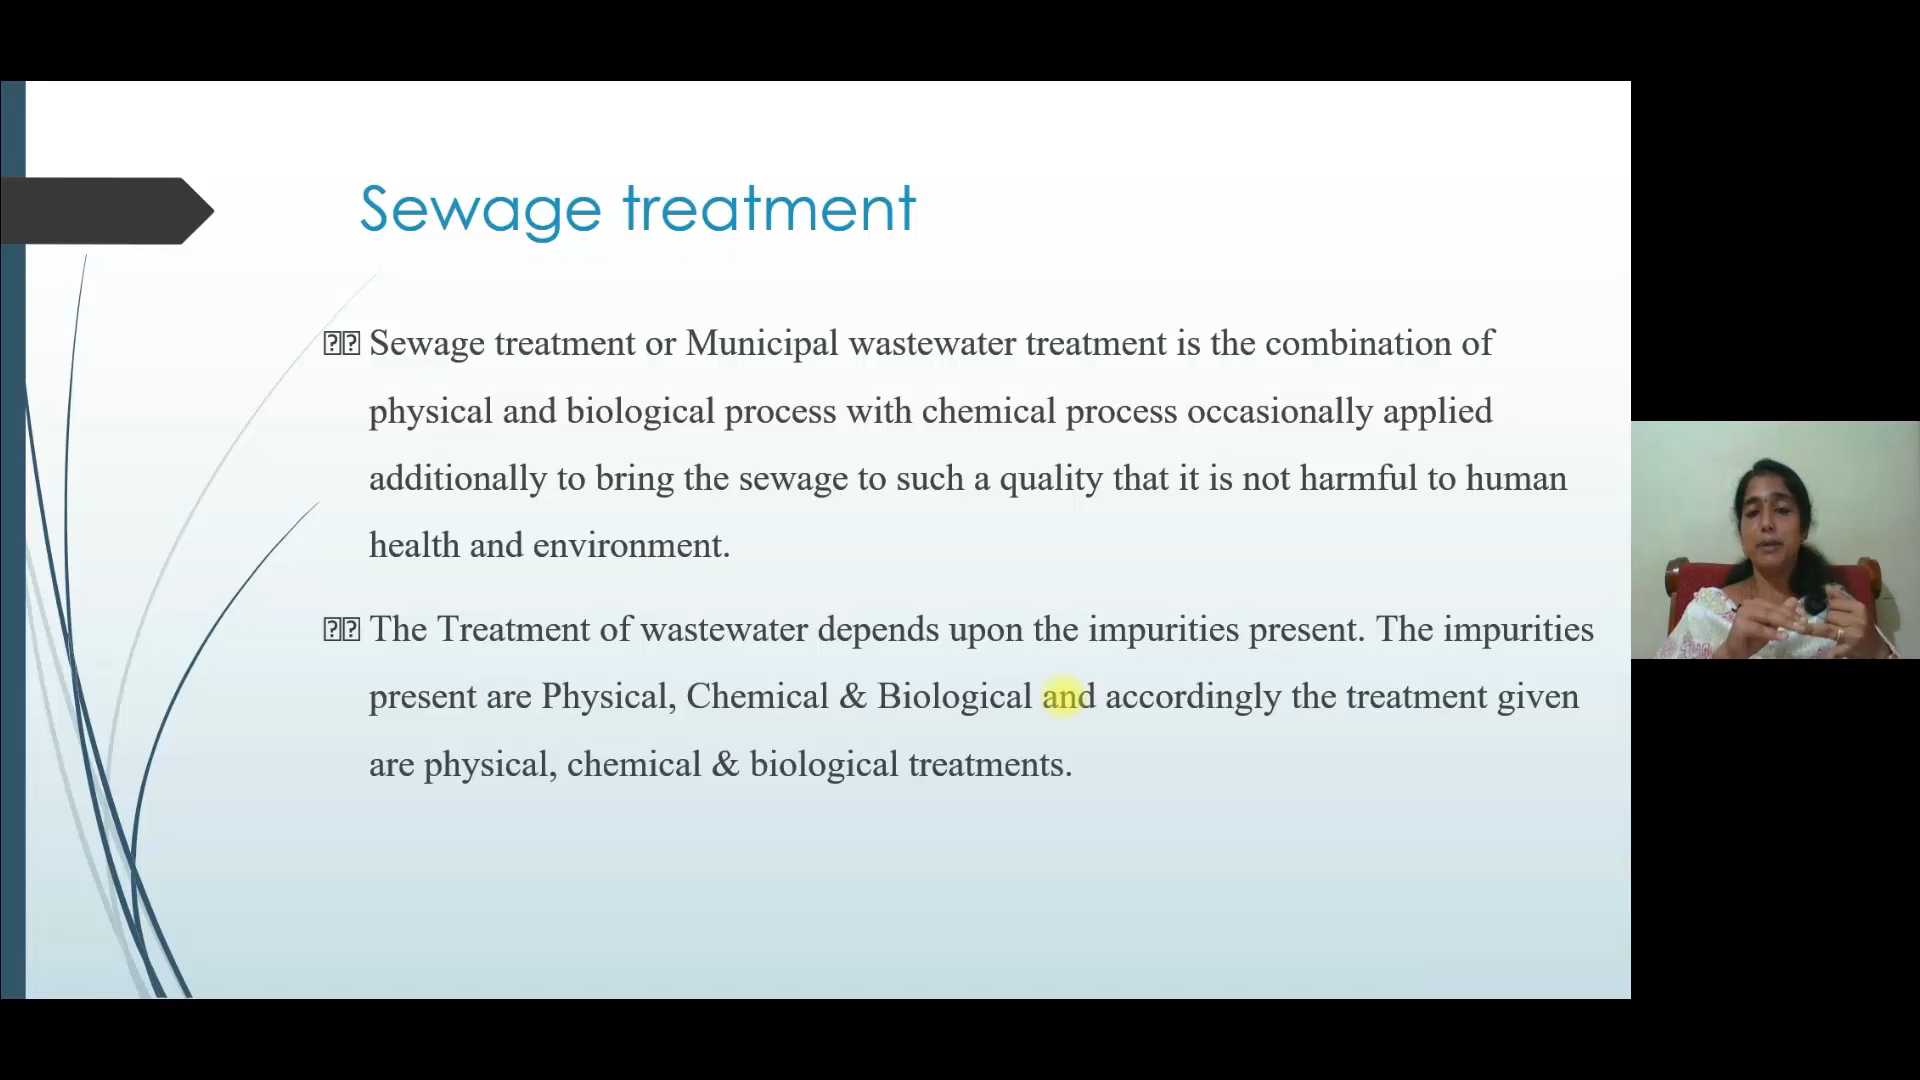 Sewage treatment
Sewage treatment or Municipal wastewater treatment is the combination of
physical and biological process with chemical process occasionally applied
additionally to bring the sewage to such a quality that it is not harmful to human
health and environment.
The Treatment of wastewater depends upon the impurities present. The impurities
present are Physical, Chemical & Biological and accordingly the treatment given
are physical, chemical & biological treatments.